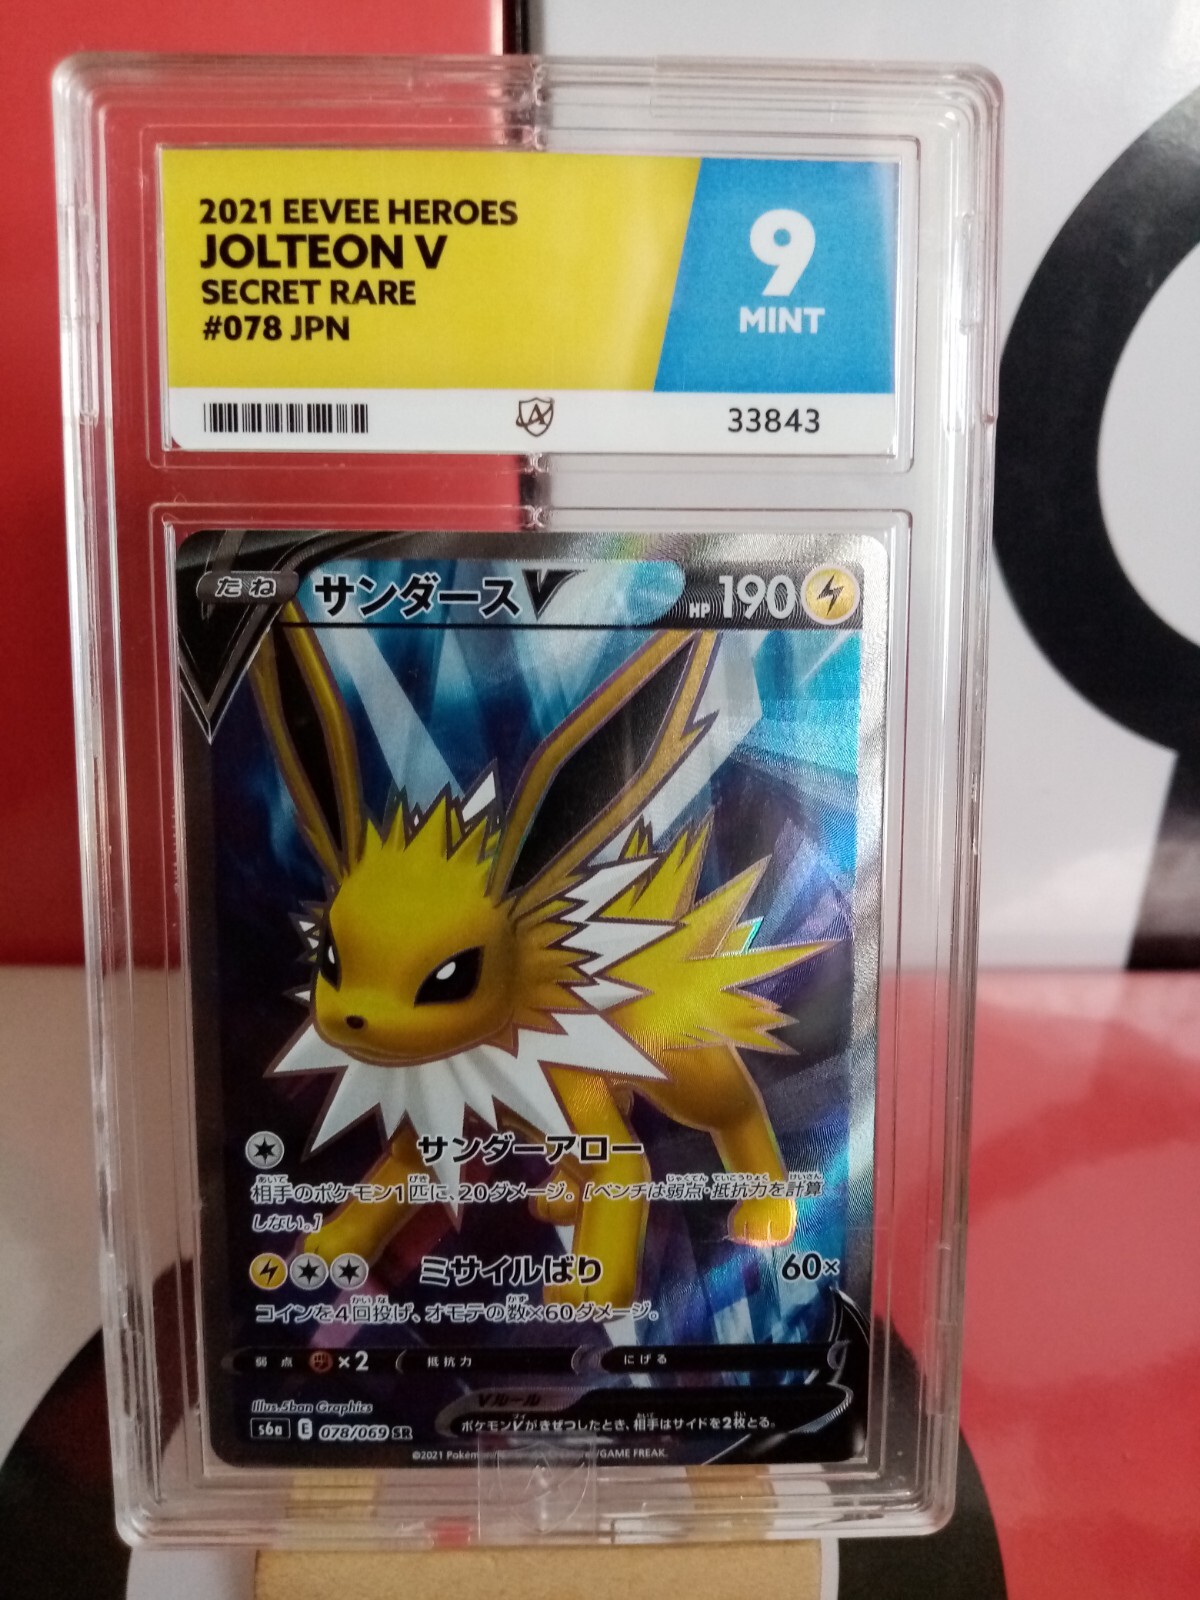 2021 EEVEE HEROES
JOLTEON V
SECRET RARE
#078 JPN
9
MINT
33843
たね サンダースV HP 190
サンダーアロー
相手のポケモン1匹に、20ダメージ。[ベンチは弱点・抵抗力を計算
しない。]
ミサイルばり 60×
コインを4回投げ、オモテの数×60ダメージ。
弱点 ×2 抵抗力 にげる
Illus. 5ban Graphics
Vルール
s6a E 078/069 SR
ポケモンVがきぜつしたとき、相手はサイドを2枚とる。
©2021 Pokémon/Nintendo/Creatures/GAME FREAK.